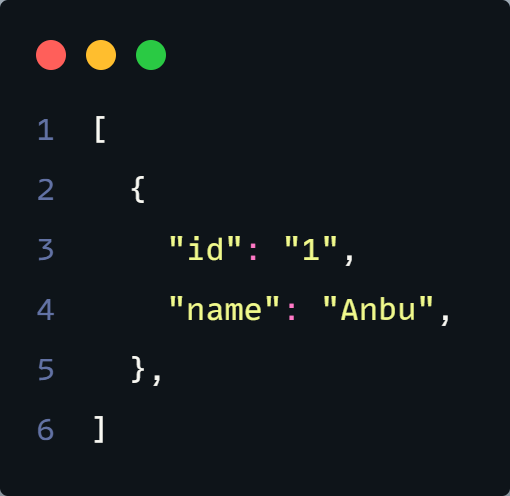 1 [
2   {
3     "id": "1",
4     "name": "Anbu",
5   },
6 ]